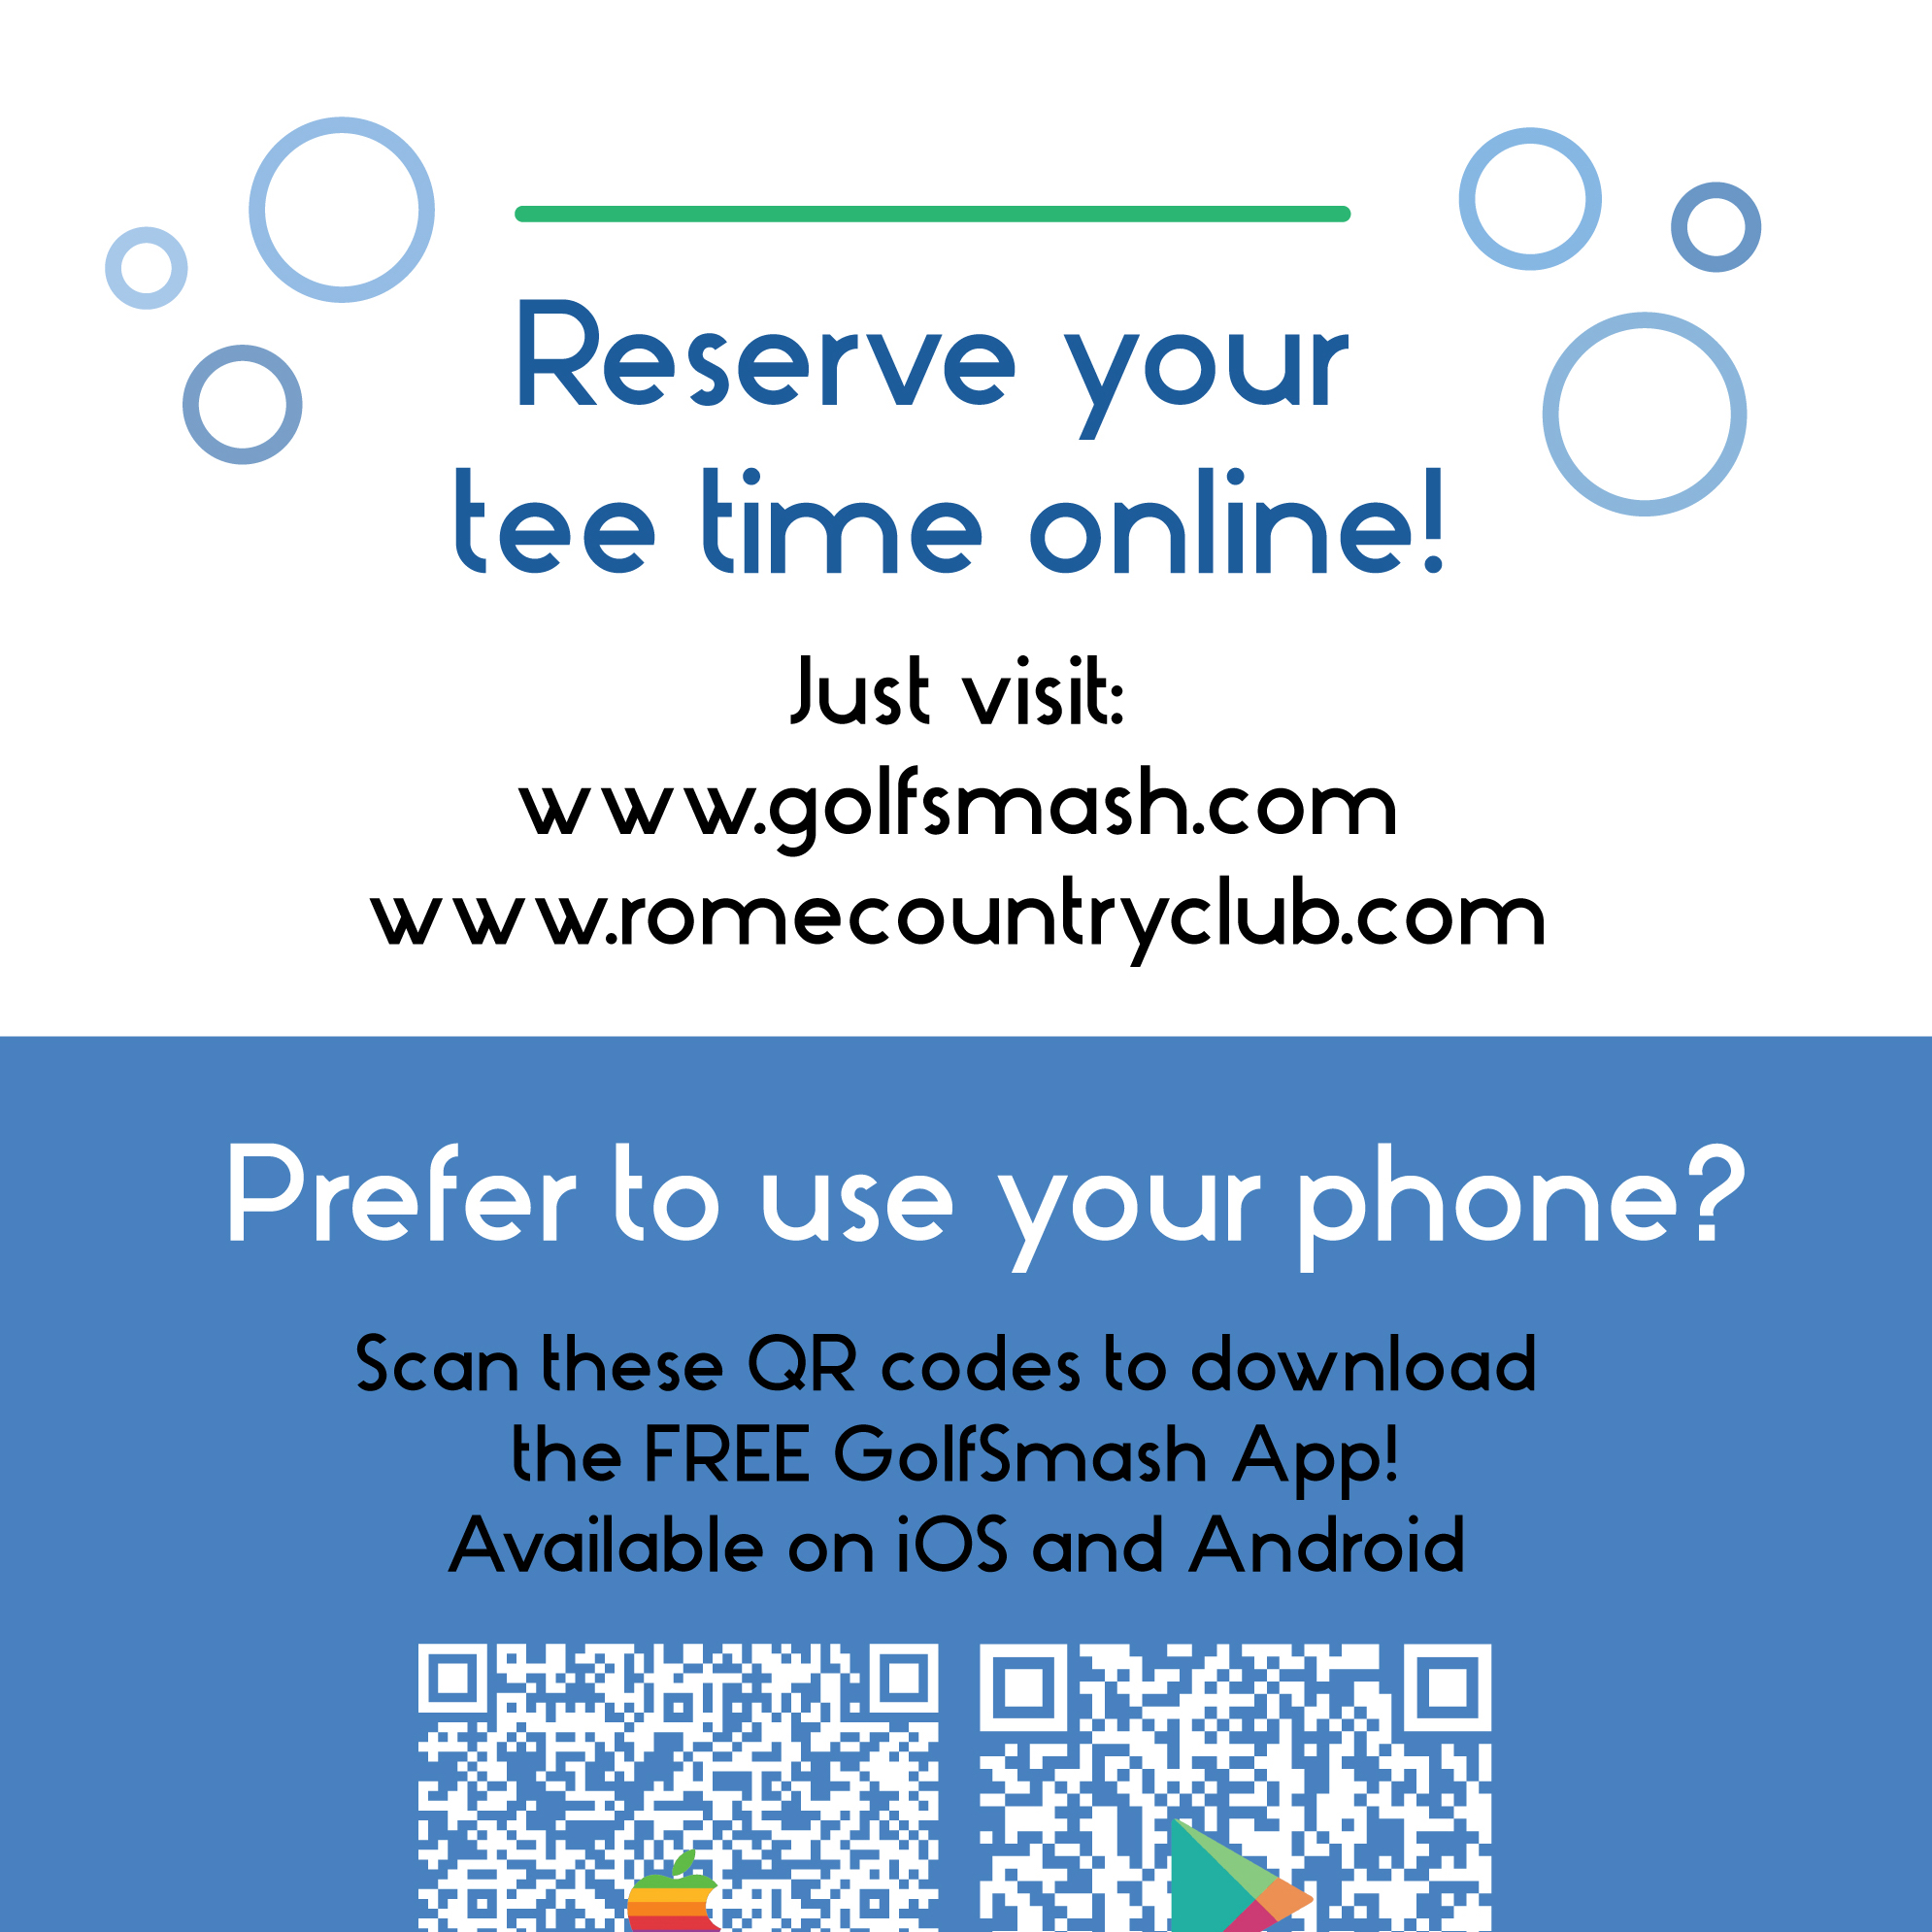 Reserve your
tee time online!
Just visit:
www.golfsmash.com
www.romecountryclub.com
Prefer to use your phone?
Scan these QR codes to download
the FREE GolfSmash App!
Available on iOS and Android